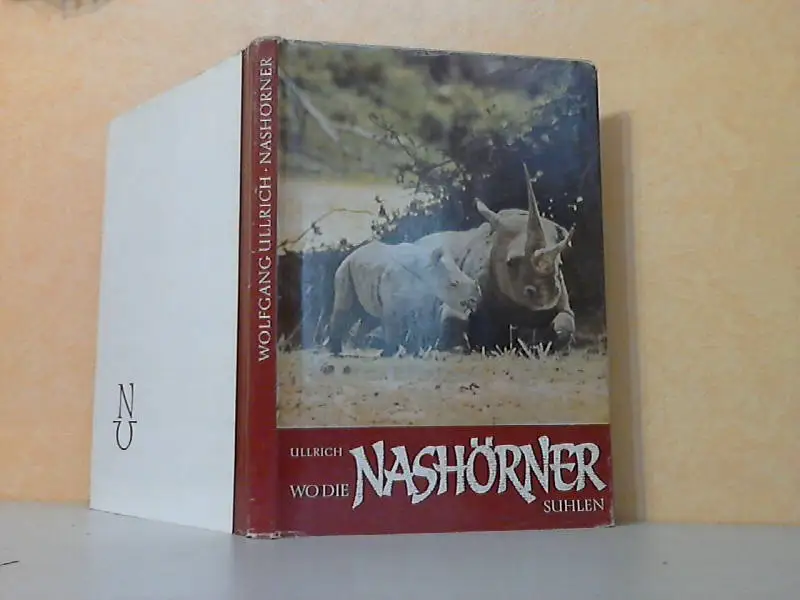 N
U
WOLFGANG ULLRICH · NASHÖRNER
ULLRICH
WO DIE NASHÖRNER
SUHLEN